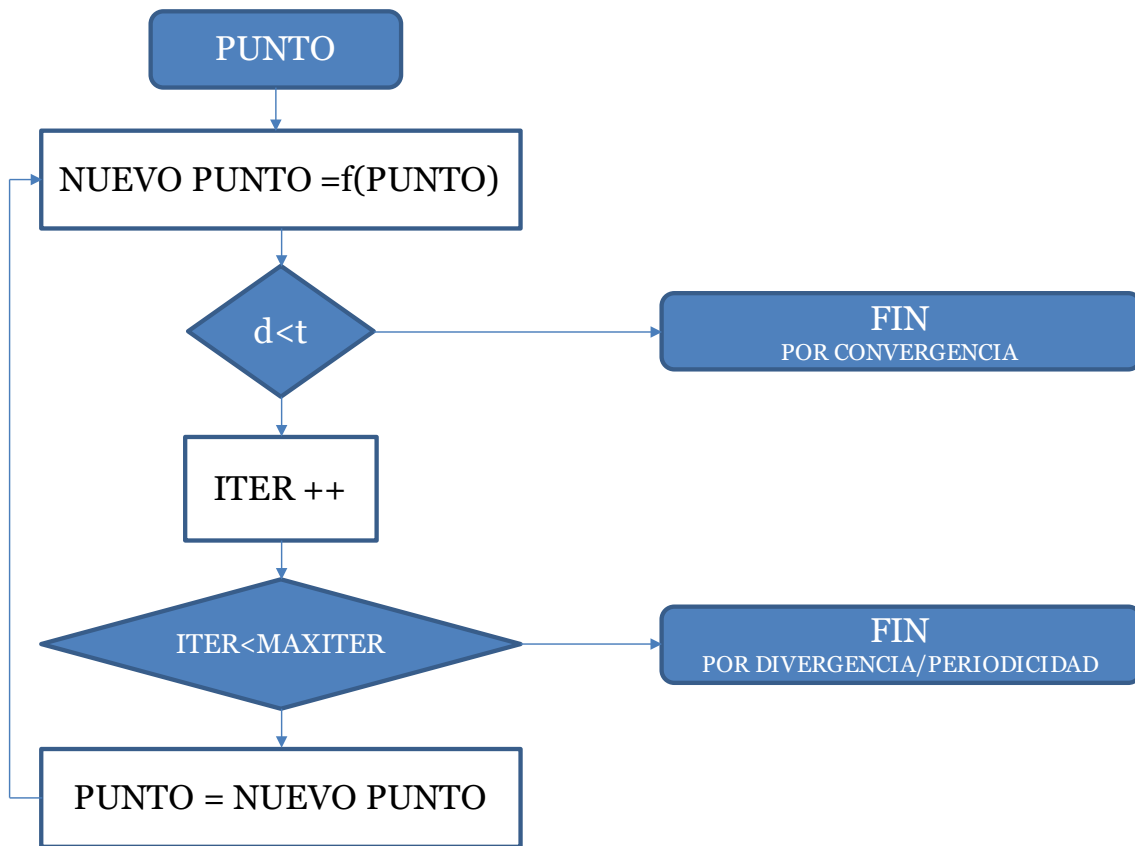 PUNTO
NUEVO PUNTO =f(PUNTO)
d<t
FIN
POR CONVERGENCIA
ITER ++
ITER<MAXITER
FIN
POR DIVERGENCIA/PERIODICIDAD
PUNTO = NUEVO PUNTO